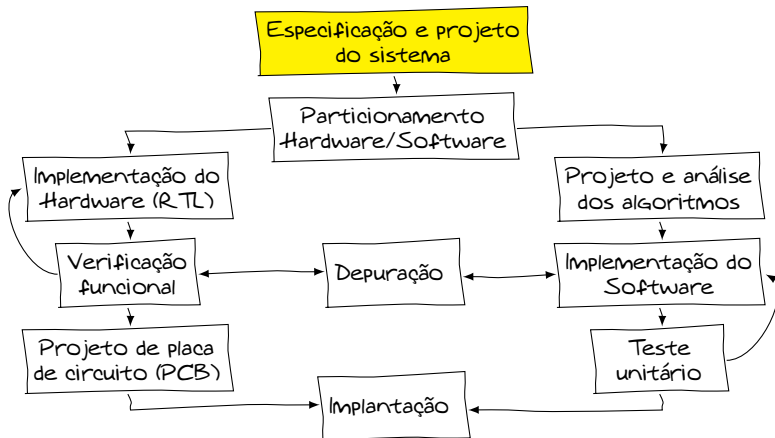 Especificação e projeto
do sistema
Particionamento
Hardware/Software
Implementação do
Hardware (RTL)
Projeto e análise
dos algoritmos
Verificação
funcional
Depuração
Implementação do
Software
Projeto de placa
de circuito (PCB)
Teste
unitário
Implantação